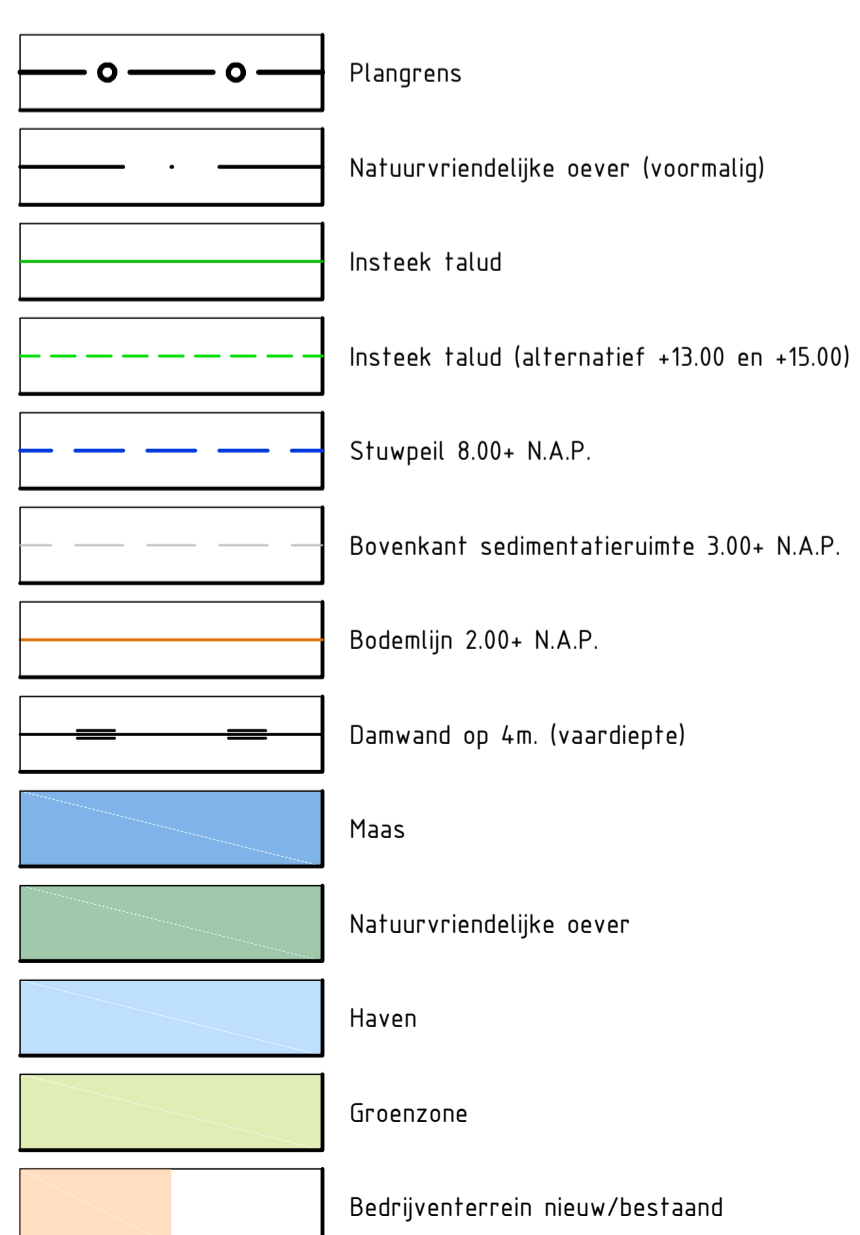 Plangrens
Natuurvriendelijke oever (voormalig)
Insteek talud
Insteek talud (alternatief +13.00 en +15.00)
Stuwpeil 8.00+ N.A.P.
Bovenkant sedimentatieruimte 3.00+ N.A.P.
Bodemlijn 2.00+ N.A.P.
Damwand op 4m. (vaardiepte)
Maas
Natuurvriendelijke oever
Haven
Groenzone
Bedrijventerrein nieuw/bestaand